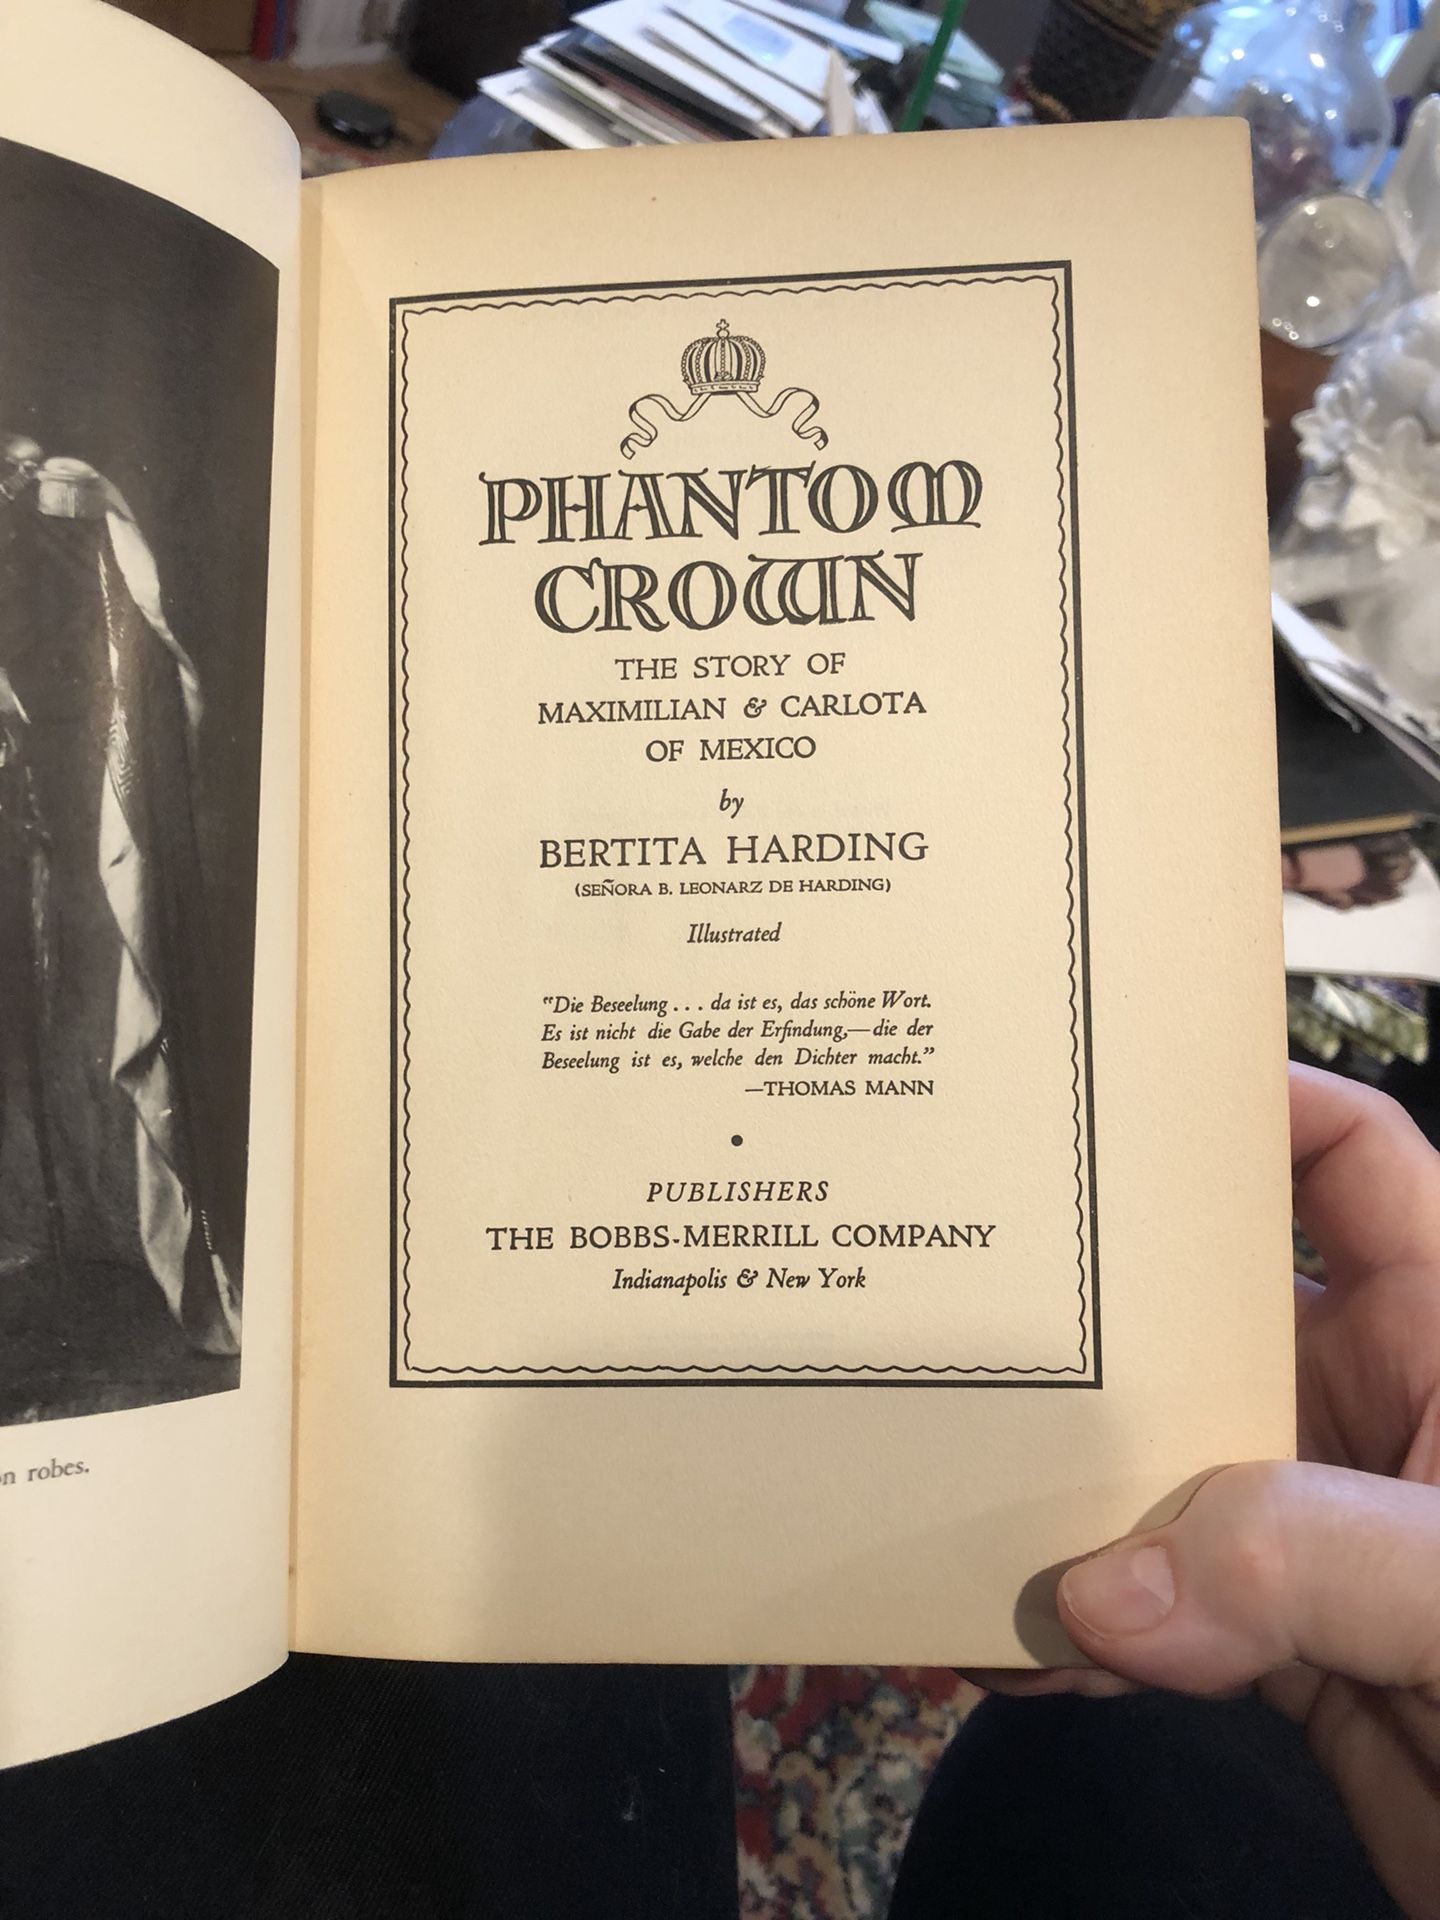 PHANTOM
CROWN
THE STORY OF
MAXIMILIAN & CARLOTA
OF MEXICO
by
BERTITA HARDING
(SEÑORA B. LEONARZ DE HARDING)
Illustrated
"Die Beseelung . . . da ist es, das schöne Wort.
Es ist nicht die Gabe der Erfindung,—die der
Beseelung ist es, welche den Dichter macht."
—THOMAS MANN
PUBLISHERS
THE BOBBS-MERRILL COMPANY
Indianapolis & New York
robes.